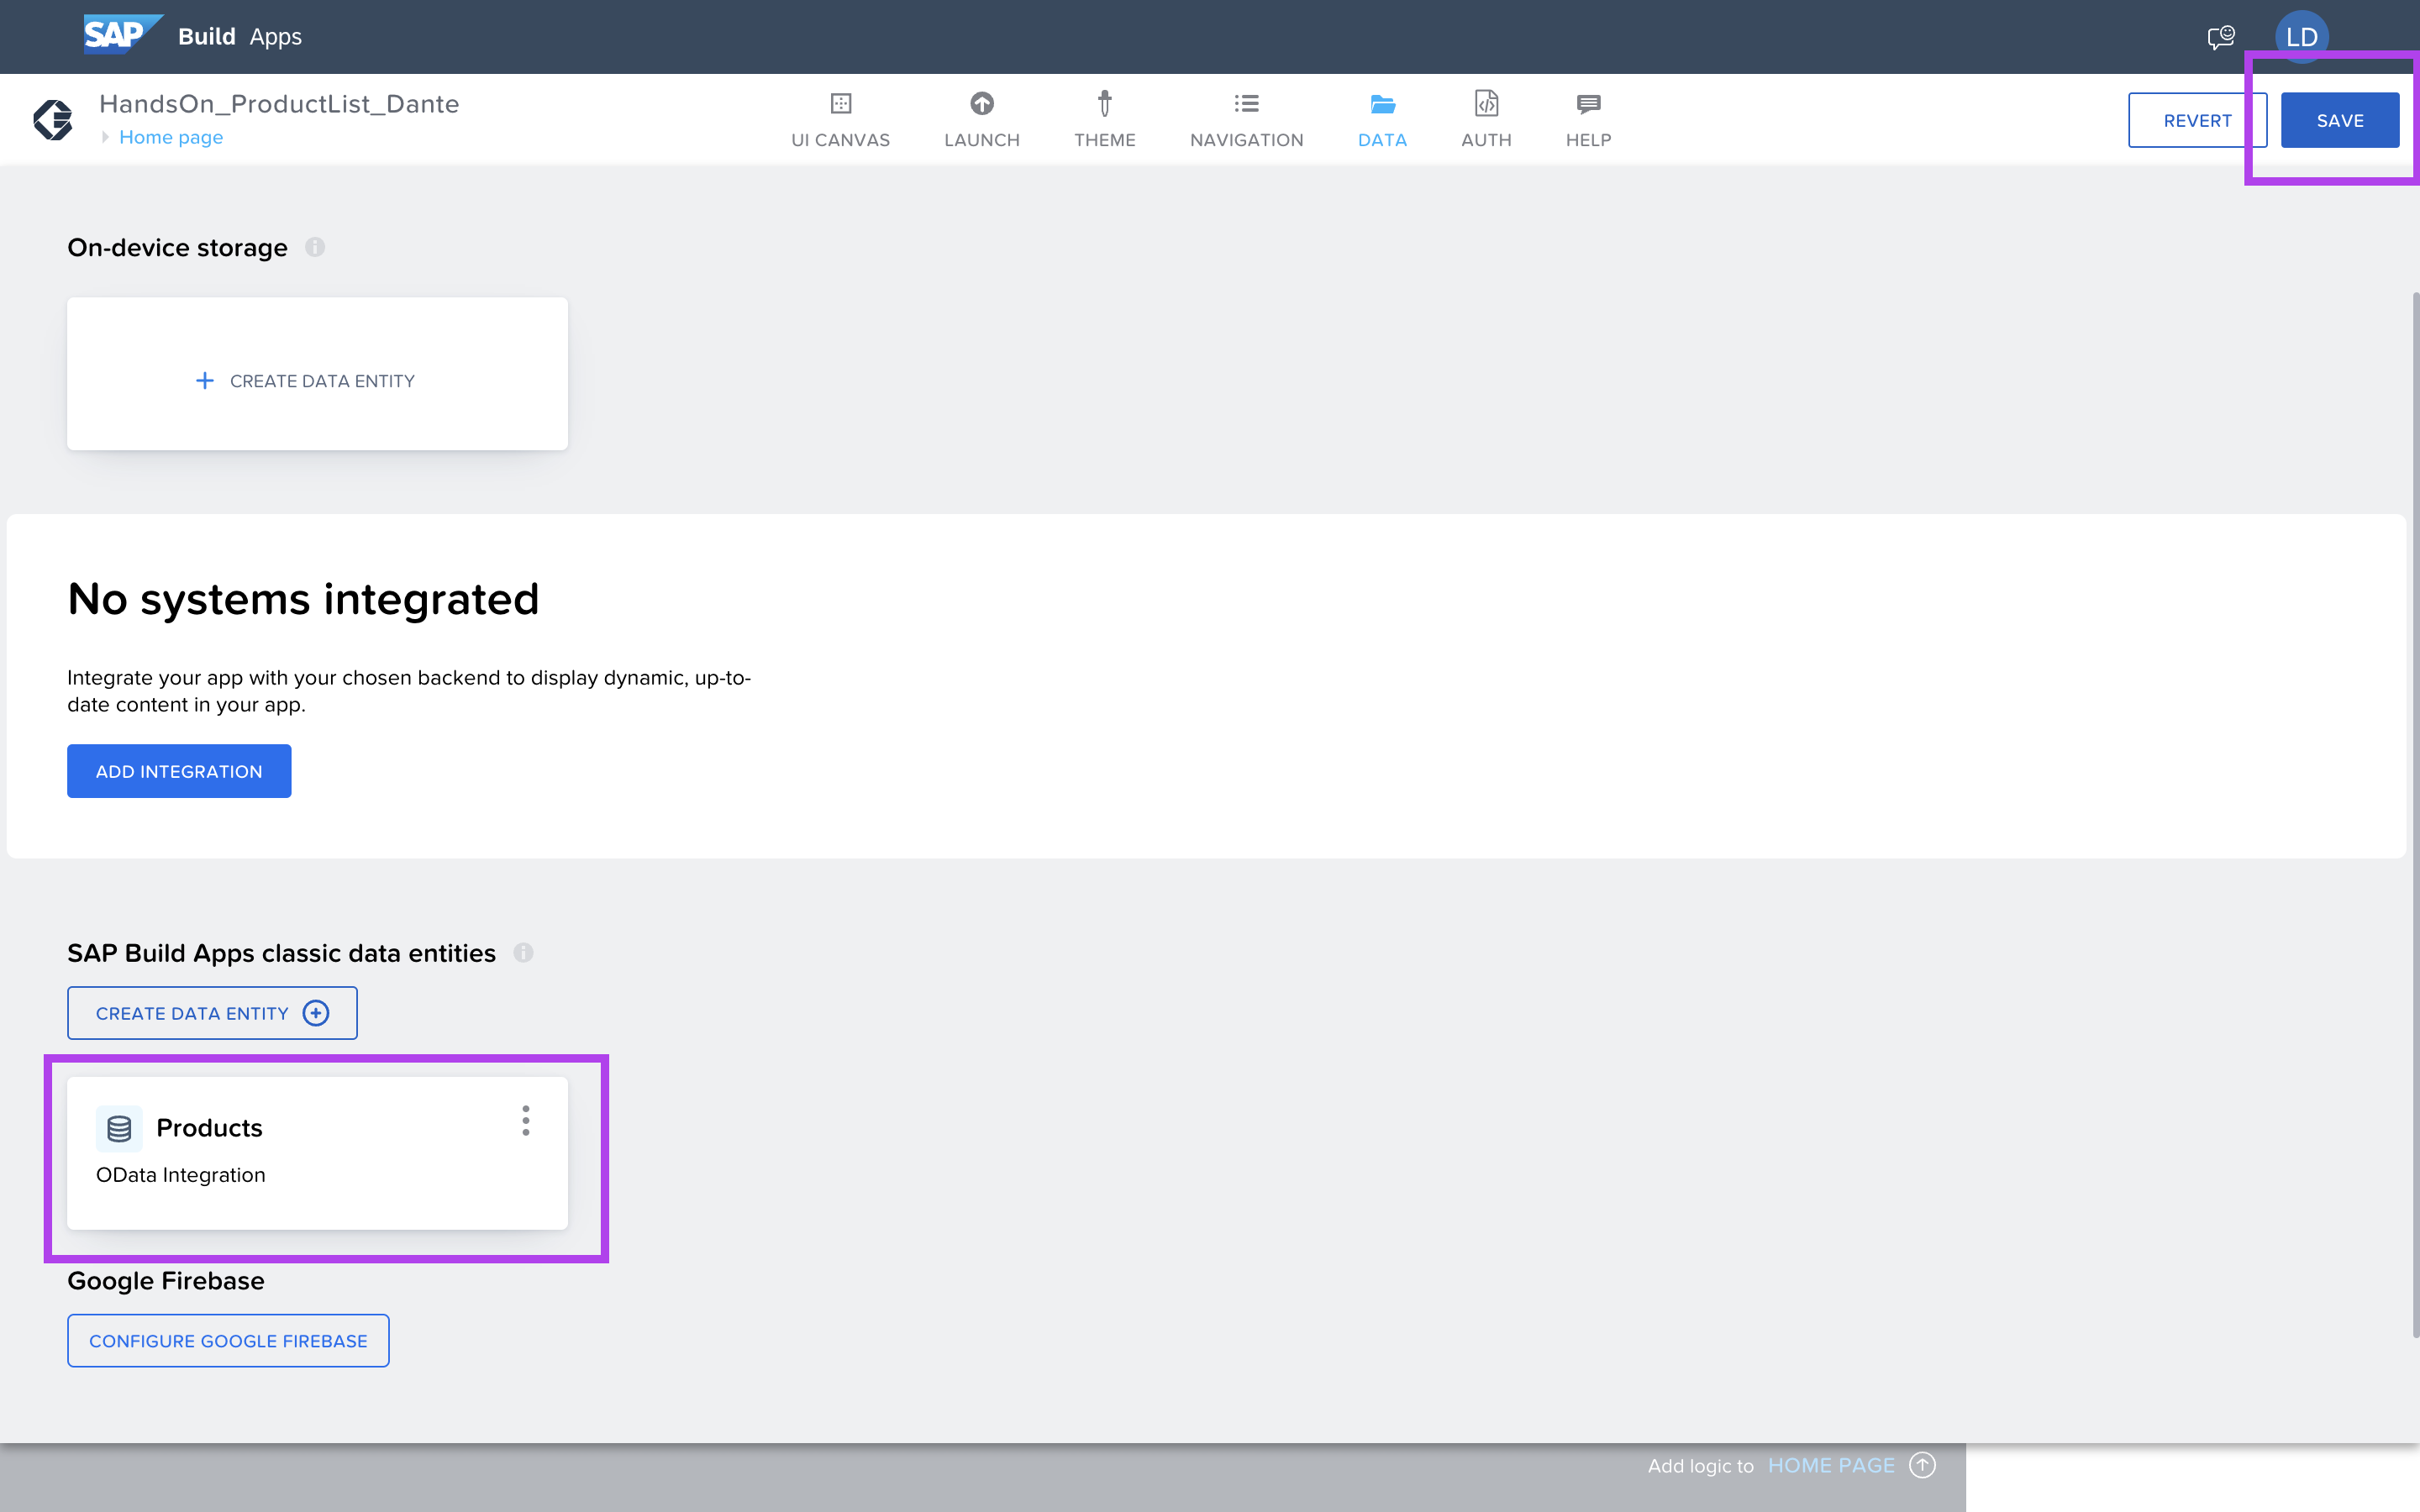 SAP Build Apps
LD
HandsOn_ProductList_Dante
Home page
UI CANVAS
LAUNCH
THEME
NAVIGATION
DATA
AUTH
HELP
REVERT
SAVE
On-device storage
+ CREATE DATA ENTITY
No systems integrated
Integrate your app with your chosen backend to display dynamic, up-to-
date content in your app.
ADD INTEGRATION
SAP Build Apps classic data entities
CREATE DATA ENTITY
Products
OData Integration
Google Firebase
CONFIGURE GOOGLE FIREBASE
Add logic to HOME PAGE